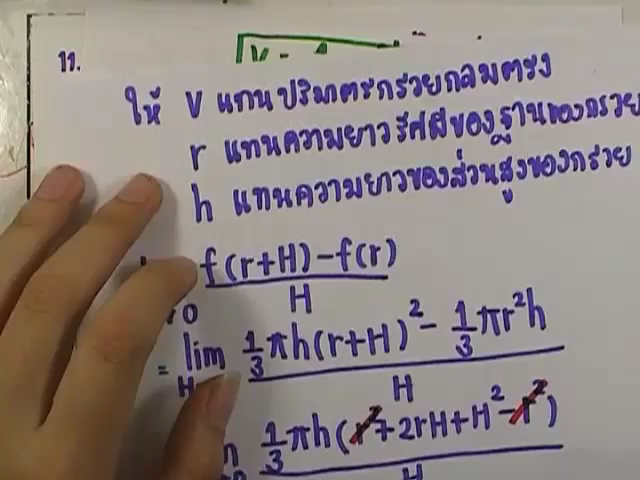 11.
ให้ V แทนปริมาตรกรวยกลมตรง
r แทนความยาวรัศมีของฐานของกรวย
h แทนความยาวของส่วนสูงของกรวย
f(r+H)-f(r)
H
0
= lim 1/3 πh(r+H)² - 1/3 πr²h
H
H
1/3 πh(r²+2rH+H²-r²)
H